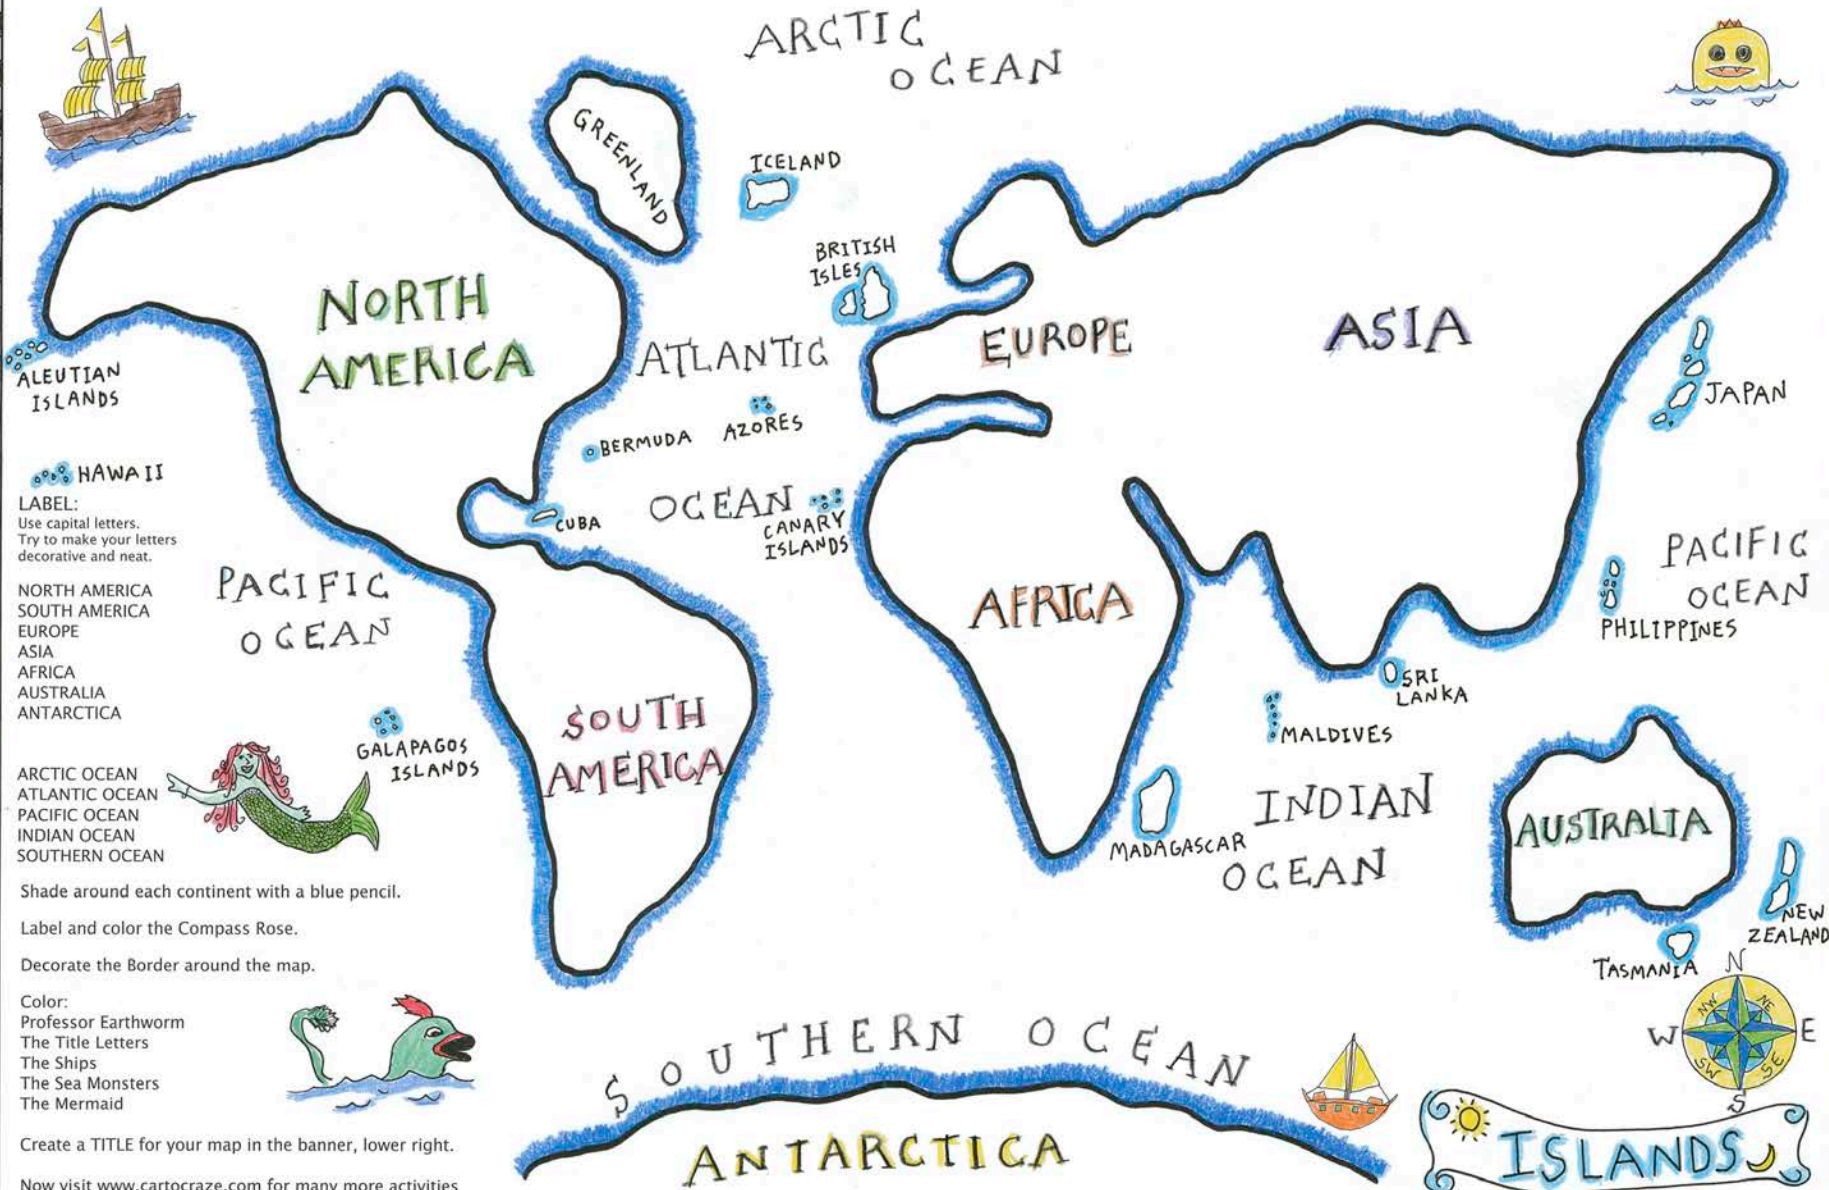 ARCTIC
OCEAN
GREENLAND
ICELAND
BRITISH
ISLES
NORTH
AMERICA
EUROPE
ASIA
ATLANTIC
ALEUTIAN
ISLANDS
JAPAN
BERMUDA
AZORES
HAWAII
OCEAN
CUBA
CANARY
ISLANDS
LABEL:
Use capital letters.
Try to make your letters
decorative and neat.
NORTH AMERICA
SOUTH AMERICA
EUROPE
ASIA
AFRICA
AUSTRALIA
ANTARCTICA
ARCTIC OCEAN
ATLANTIC OCEAN
PACIFIC OCEAN
INDIAN OCEAN
SOUTHERN OCEAN
Shade around each continent with a blue pencil.
Label and color the Compass Rose.
Decorate the Border around the map.
Color:
Professor Earthworm
The Title Letters
The Ships
The Sea Monsters
The Mermaid
Create a TITLE for your map in the banner, lower right.
Now visit www.cartocraze.com for many more activities
PACIFIC
OCEAN
AFRICA
PACIFIC
OCEAN
PHILIPPINES
SRI
LANKA
MALDIVES
GALAPAGOS
ISLANDS
SOUTH
AMERICA
MADAGASCAR
INDIAN
OCEAN
AUSTRALIA
NEW
ZEALAND
TASMANIA
N
NW NE
W E
SW SE
S
SOUTHERN OCEAN
ANTARCTICA
ISLANDS